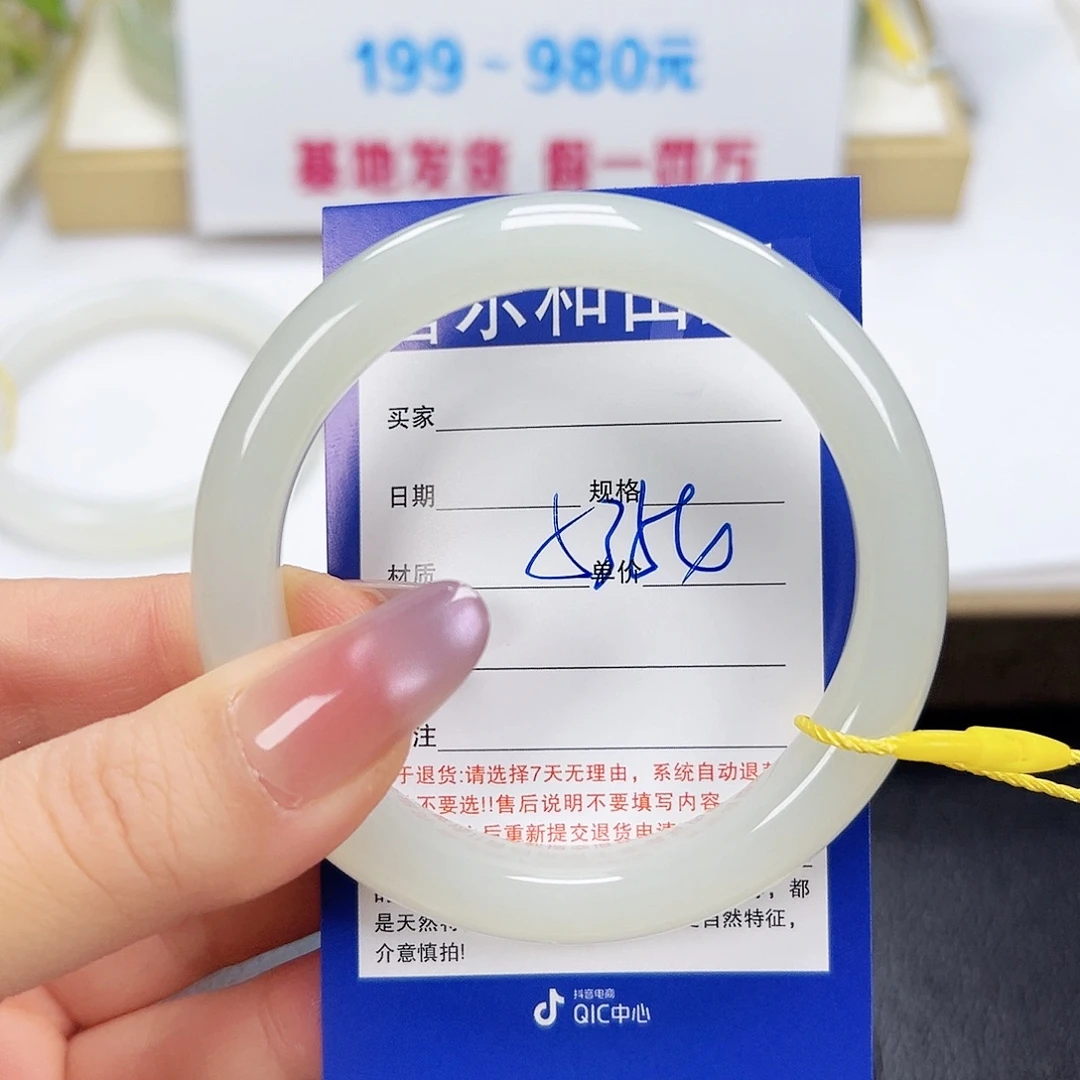 199-980元
基地发货 假一罚万
和田
买家
日期 规格
材质 单价
注
于退货:请选择7天无理由，系统自动退
不要选!!售后说明不要填写内容
后重新提交退货申请
，都
是天然 自然特征，
介意慎拍!
抖音电商
QIC中心